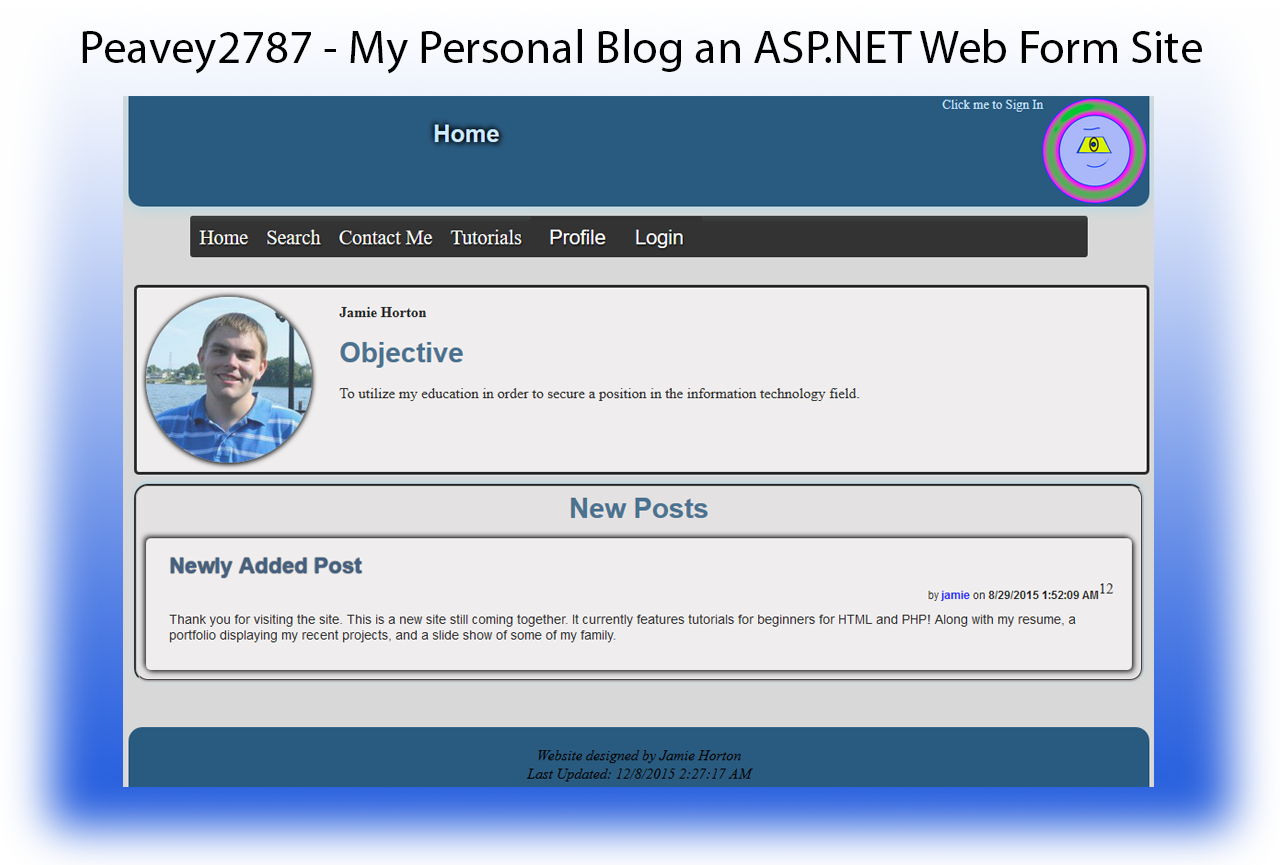 Peavey2787 - My Personal Blog an ASP.NET Web Form Site
Click me to Sign In
Home
Home Search Contact Me Tutorials Profile Login
Jamie Horton
Objective
To utilize my education in order to secure a position in the information technology field.
New Posts
Newly Added Post
by jamie on 8/29/2015 1:52:09 AM12
Thank you for visiting the site. This is a new site still coming together. It currently features tutorials for beginners for HTML and PHP! Along with my resume, a
portfolio displaying my recent projects, and a slide show of some of my family.
Website designed by Jamie Horton
Last Updated: 12/8/2015 2:27:17 AM